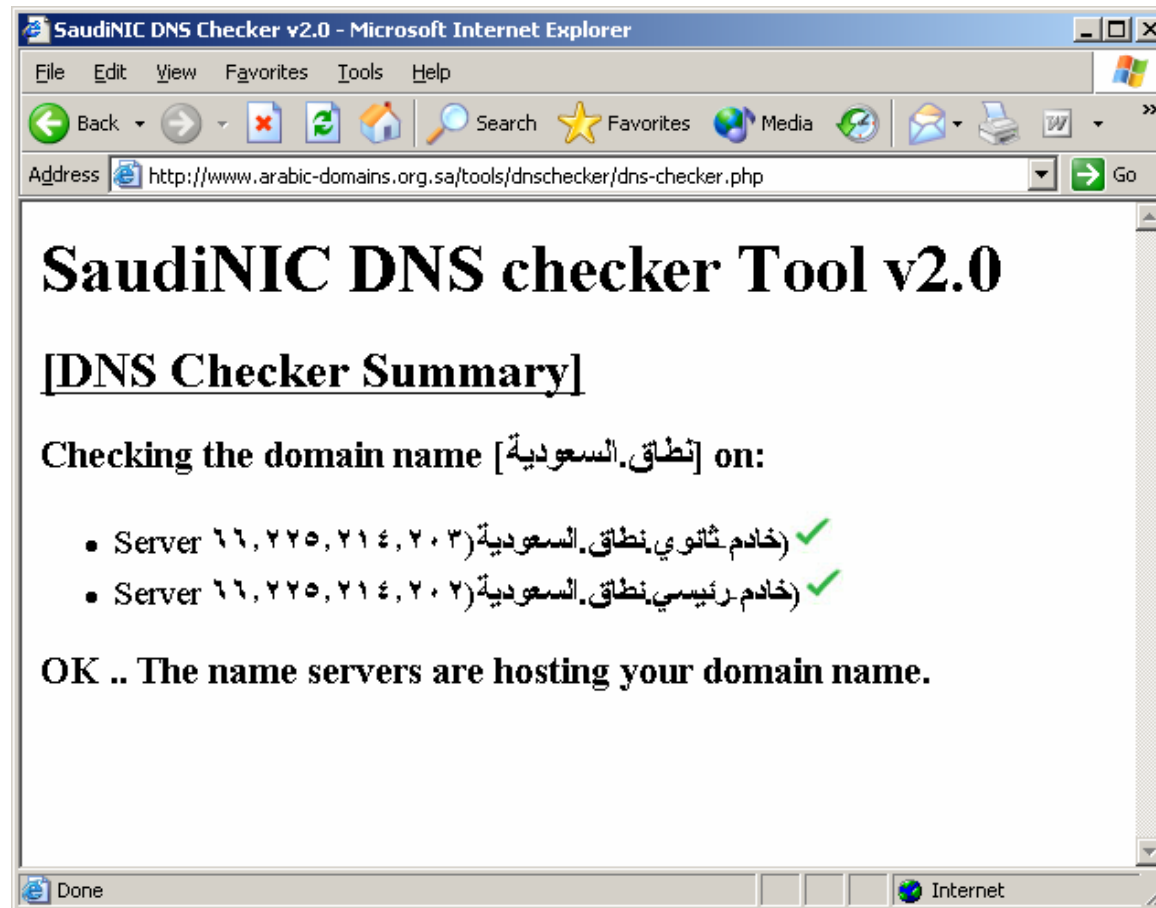 SaudiNIC DNS Checker v2.0 - Microsoft Internet Explorer
File Edit View Favorites Tools Help
Back Search Favorites Media
Address http://www.arabic-domains.org.sa/tools/dnschecker/dns-checker.php Go
SaudiNIC DNS checker Tool v2.0
[DNS Checker Summary]
Checking the domain name [نطاق.السعودية] on:
• Server ٦٦,٢٢٥,٢١٤,٢٠٣ (خادم-ثانوي.نطاق.السعودية)
• Server ٦٦,٢٢٥,٢١٤,٢٠٢ (خادم-رئيسي.نطاق.السعودية)
OK .. The name servers are hosting your domain name.
Done Internet